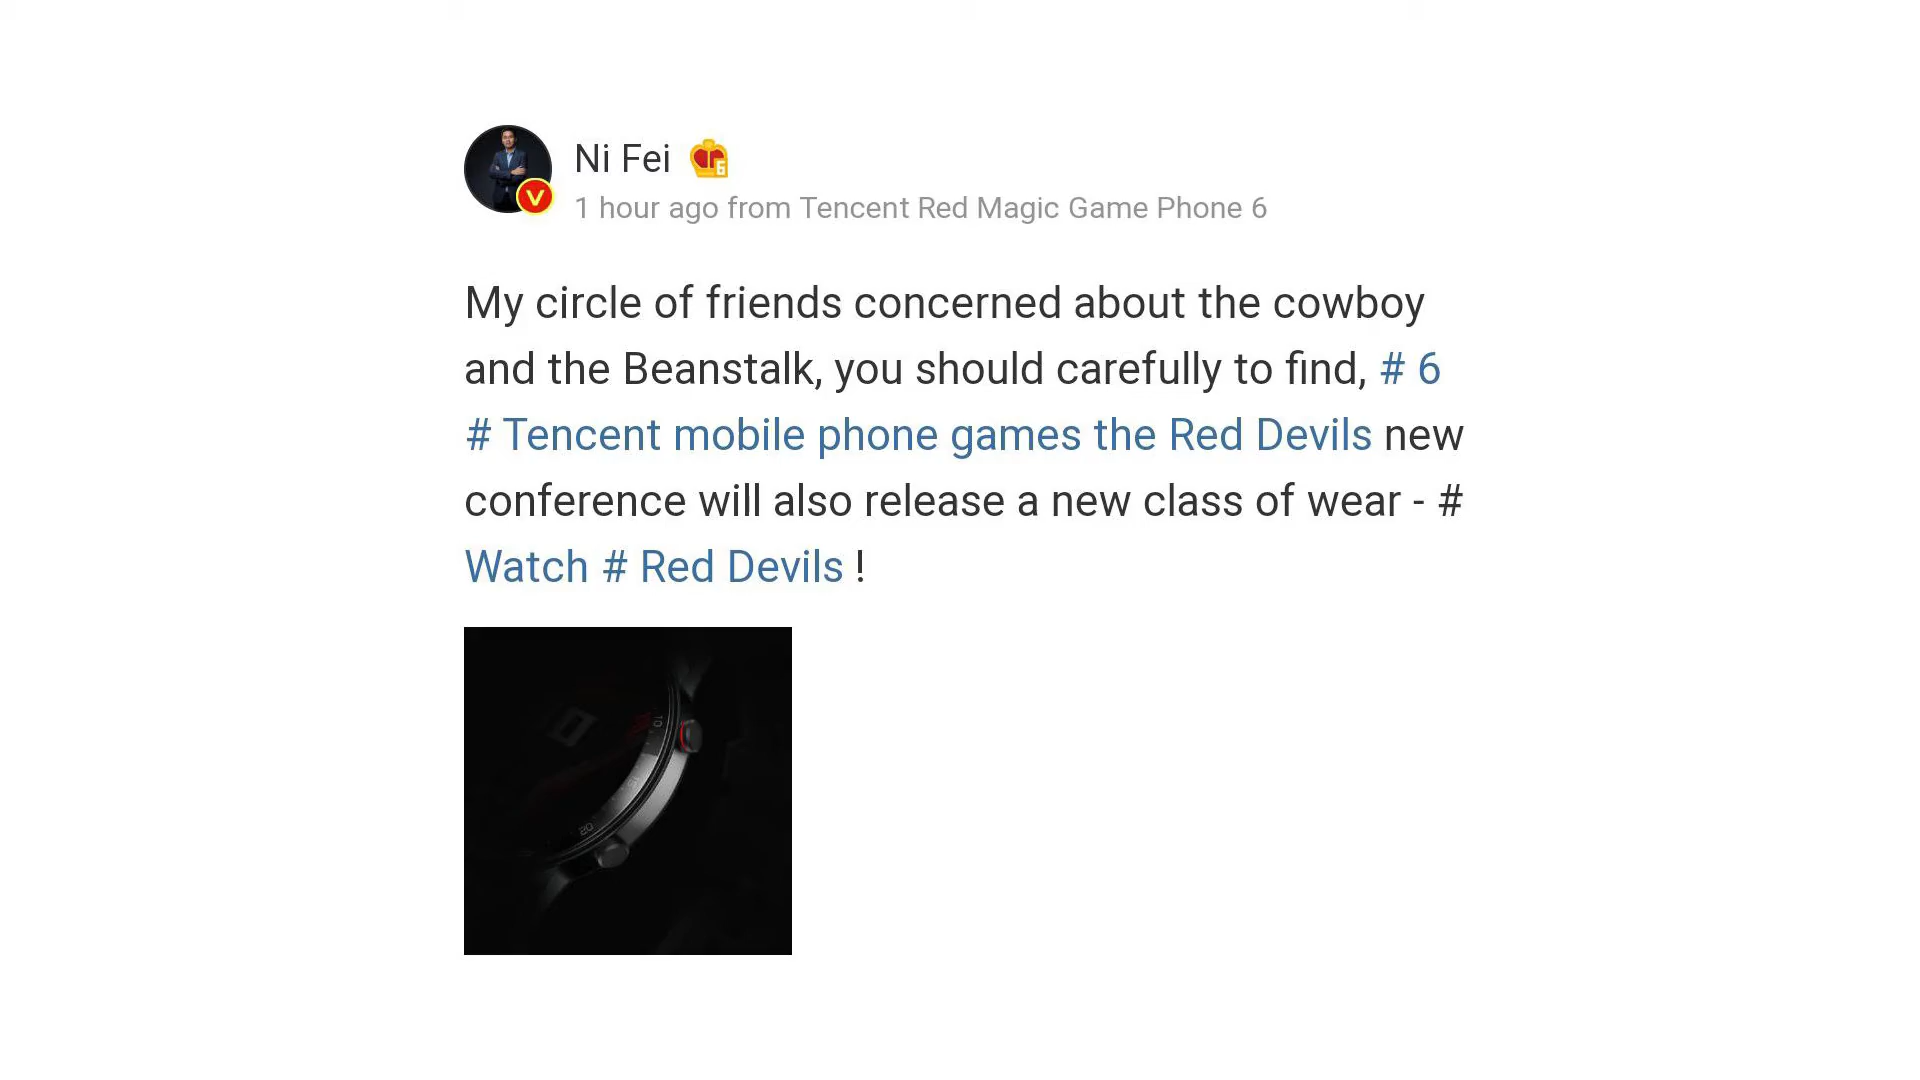 Ni Fei
1 hour ago from Tencent Red Magic Game Phone 6
My circle of friends concerned about the cowboy
and the Beanstalk, you should carefully to find, # 6
# Tencent mobile phone games the Red Devils new
conference will also release a new class of wear - #
Watch # Red Devils !
10
20